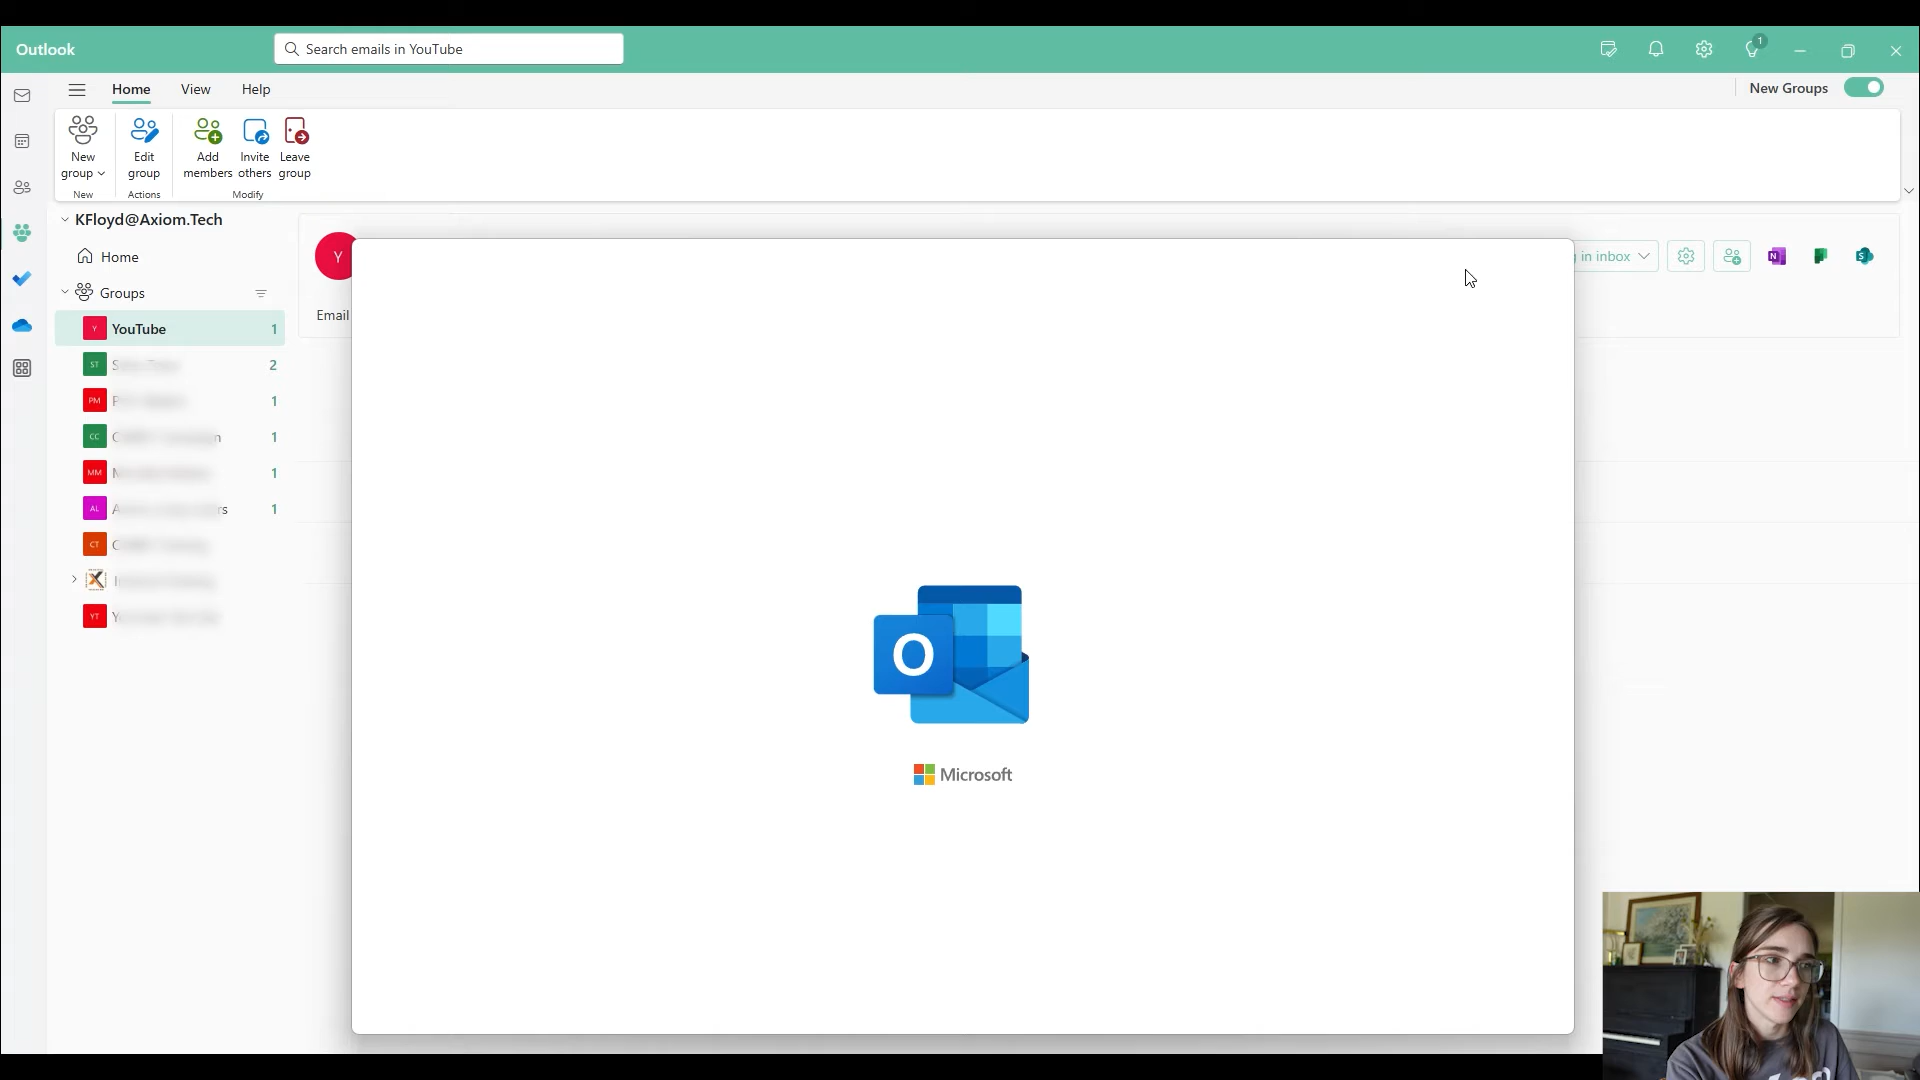 Outlook
Search emails in YouTube
1
Home
View
Help
New Groups
New
group
Edit
group
Add
members
Invite
others
Leave
group
New
Actions
Modify
KFloyd@Axiom.Tech
Home
Groups
Y YouTube 1
ST 2
PM 1
CC 1
MM 1
AL 1
CT
YT
Y
in inbox
N
Email
O
Microsoft